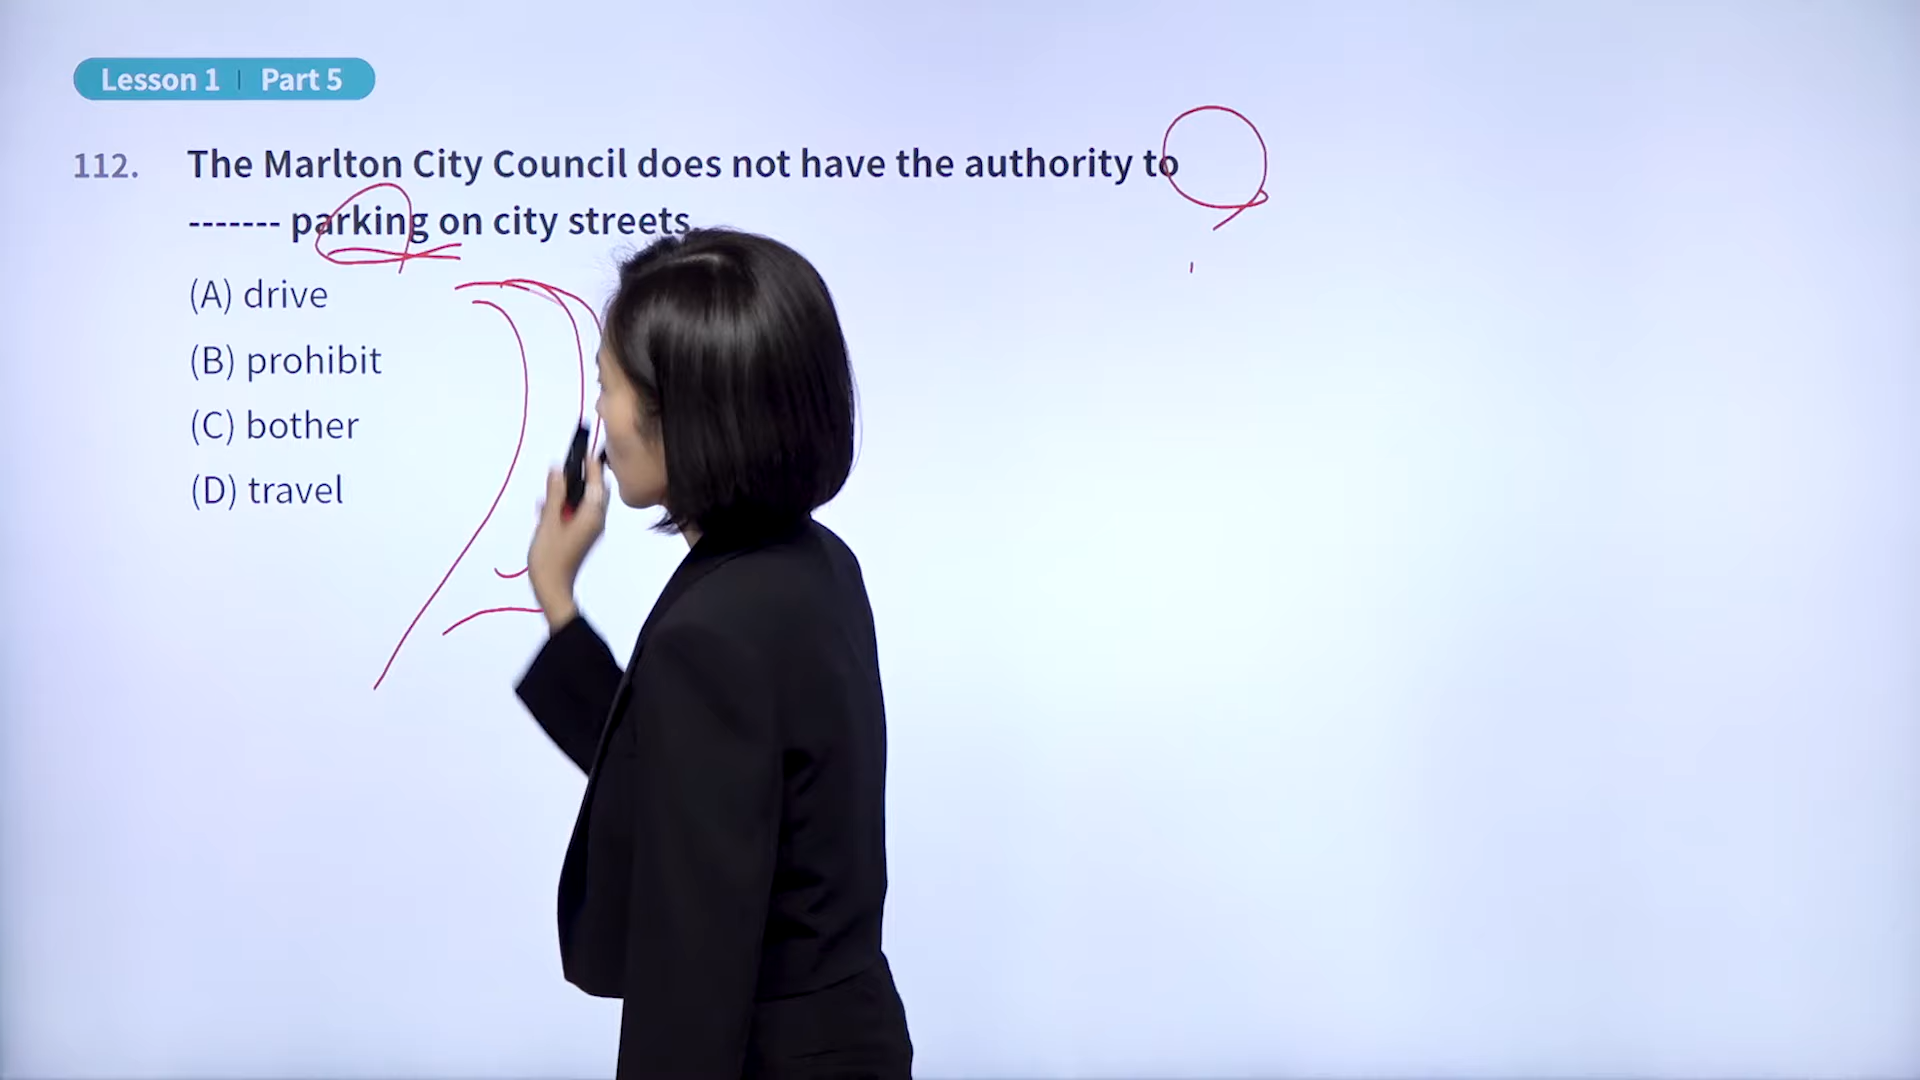 Lesson 1 | Part 5
112. The Marlton City Council does not have the authority to
------- parking on city streets.
(A) drive
(B) prohibit
(C) bother
(D) travel